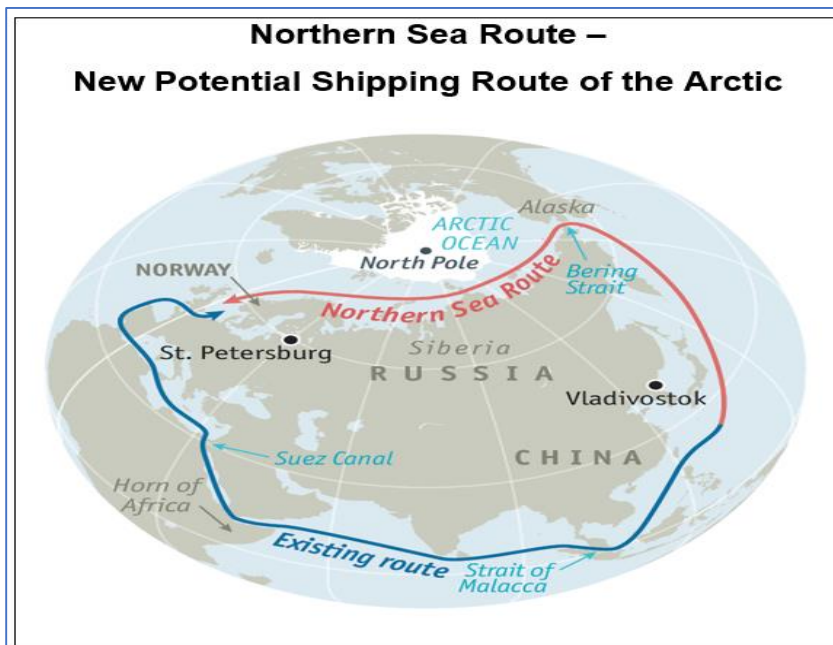 Northern Sea Route –
New Potential Shipping Route of the Arctic
Alaska
ARCTIC
OCEAN
North Pole
Bering
Strait
NORWAY
Northern Sea Route
St. Petersburg
Siberia
RUSSIA
Vladivostok
Suez Canal
CHINA
Horn of
Africa
Existing route
Strait of
Malacca